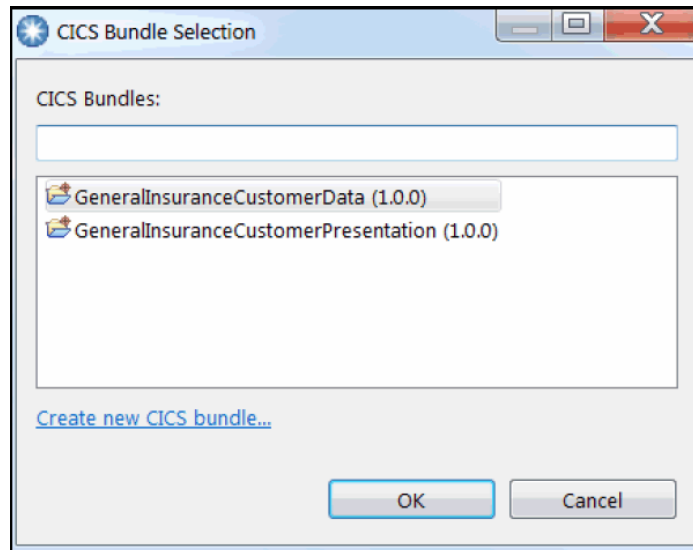 CICS Bundle Selection
CICS Bundles:
GeneralInsuranceCustomerData (1.0.0)
GeneralInsuranceCustomerPresentation (1.0.0)
Create new CICS bundle...
OK
Cancel